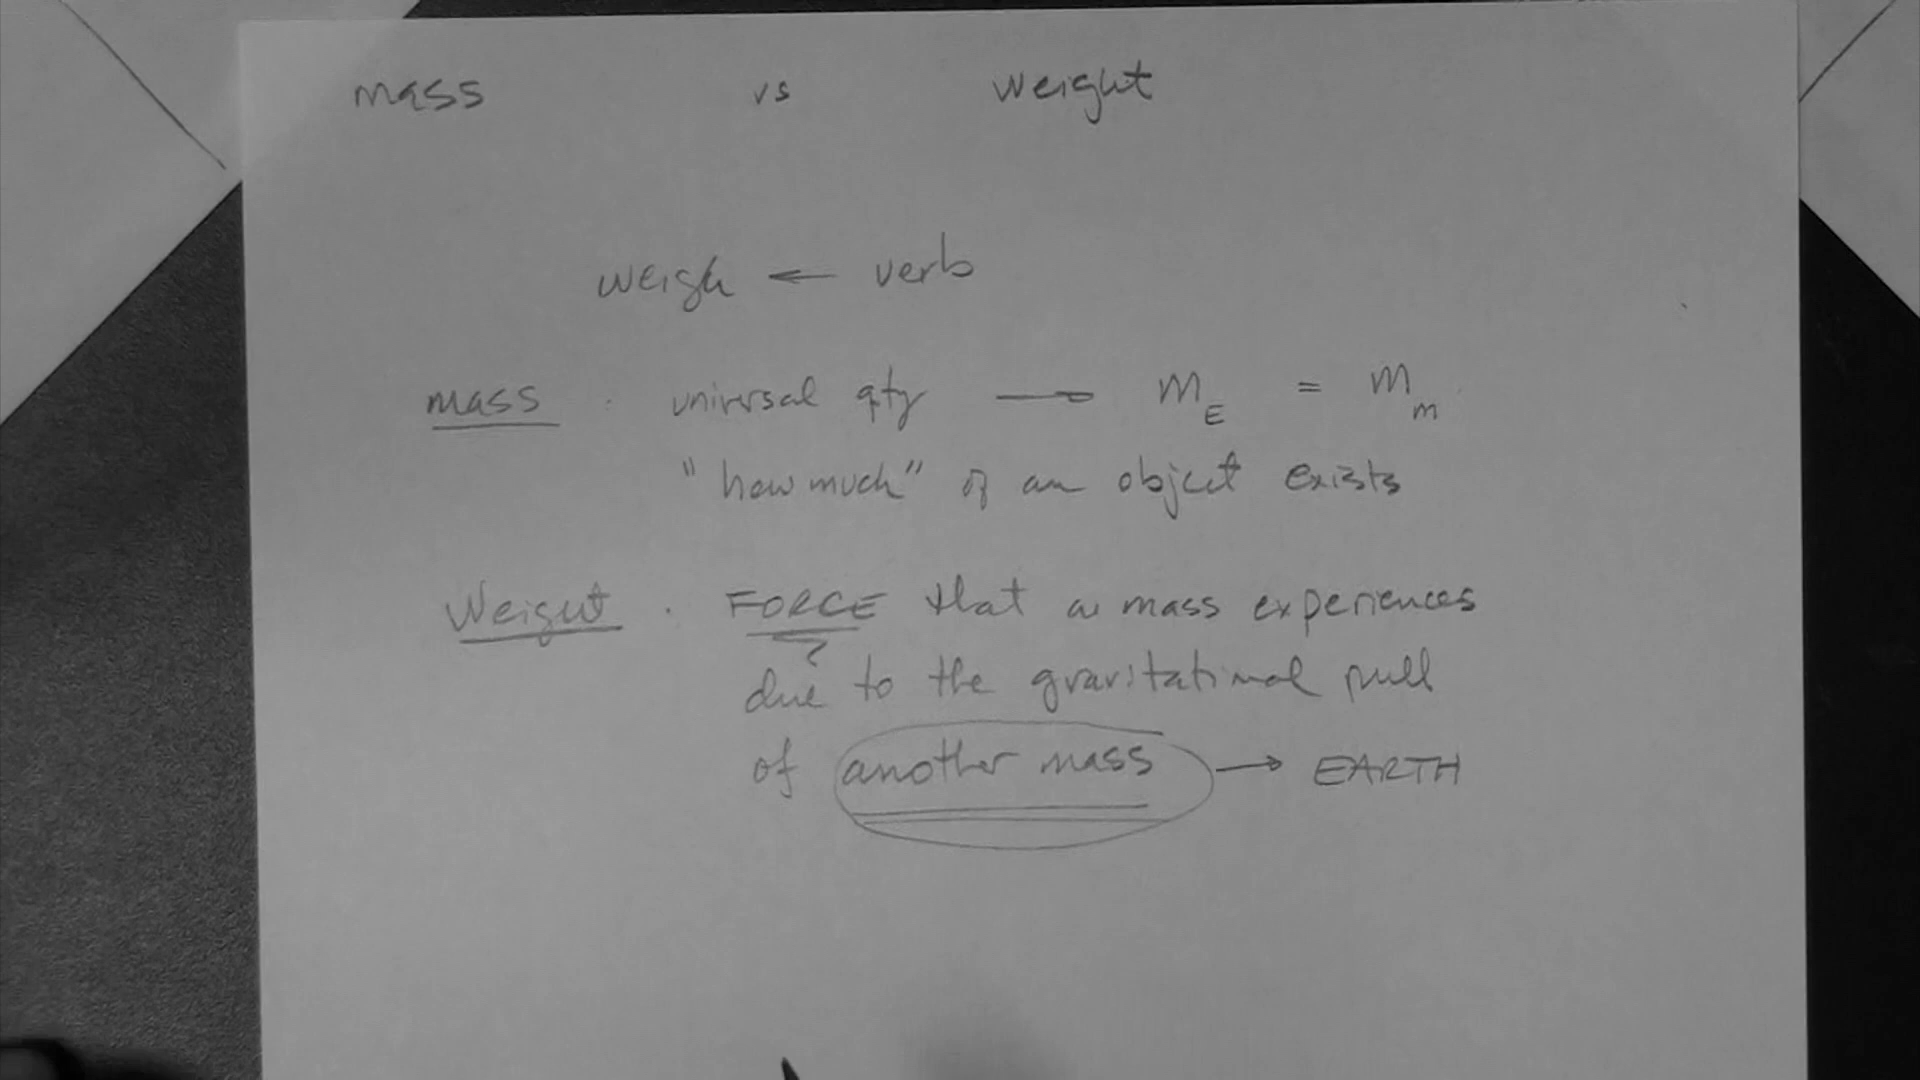 mass vs weight
weigh ← verb
mass . universal qty → M_E = M_m
"how much" of an object exists
Weight . FORCE that a mass experiences
due to the gravitational pull
of another mass → EARTH